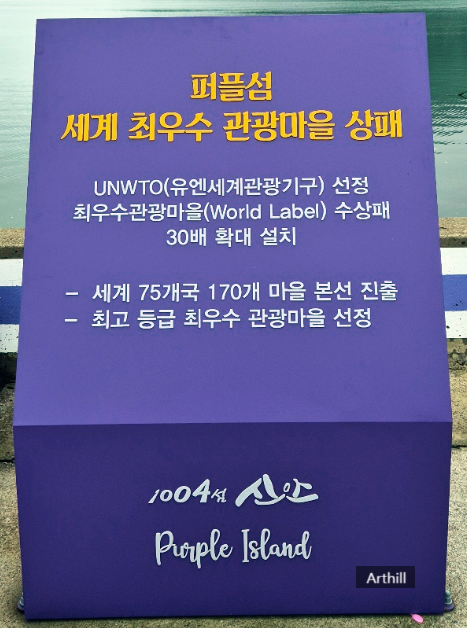 퍼플섬
세계 최우수 관광마을 상패
UNWTO(유엔세계관광기구) 선정
최우수관광마을(World Label) 수상패
30배 확대 설치
– 세계 75개국 170개 마을 본선 진출
– 최고 등급 최우수 관광마을 선정
1004섬 신안
Purple Island
Arthill